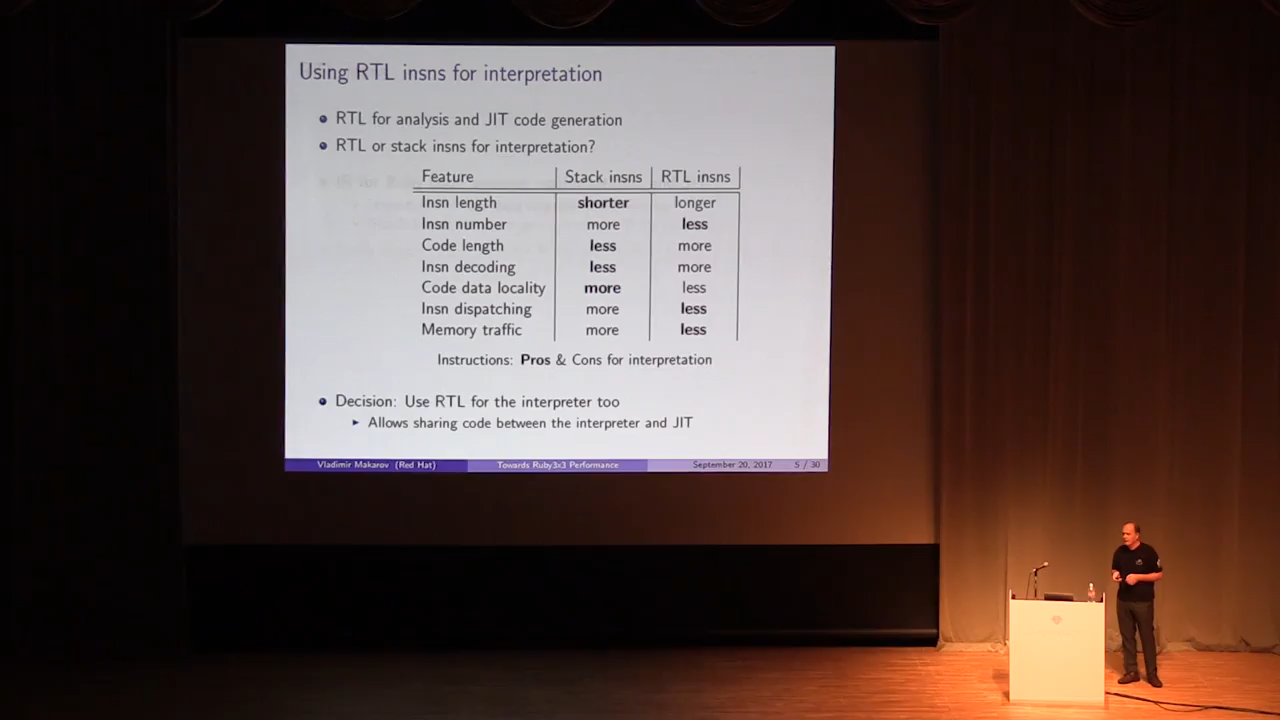 Using RTL insns for interpretation
RTL for analysis and JIT code generation
RTL or stack insns for interpretation?
Feature Stack insns RTL insns
Insn length shorter longer
Insn number more less
Code length less more
Insn decoding less more
Code data locality more less
Insn dispatching more less
Memory traffic more less
Instructions: Pros & Cons for interpretation
Decision: Use RTL for the interpreter too
Allows sharing code between the interpreter and JIT
Vladimir Makarov (Red Hat) Towards Ruby3x3 Performance September 20, 2017 5 / 30